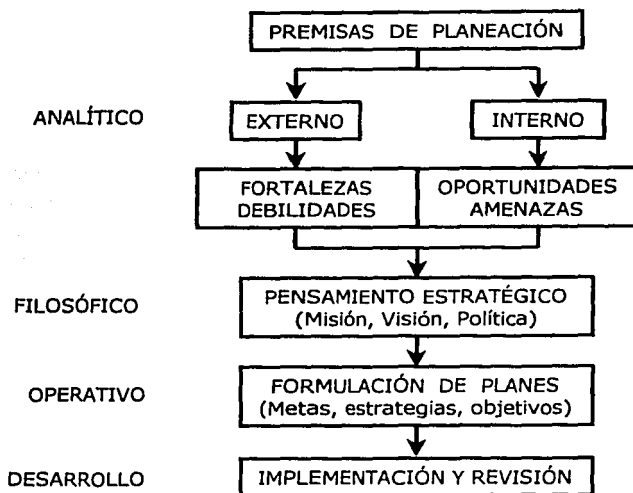 PREMISAS DE PLANEACIÓN
ANALÍTICO
EXTERNO
INTERNO
FORTALEZAS
DEBILIDADES
OPORTUNIDADES
AMENAZAS
FILOSÓFICO
PENSAMIENTO ESTRATÉGICO
(Misión, Visión, Política)
OPERATIVO
FORMULACIÓN DE PLANES
(Metas, estrategias, objetivos)
DESARROLLO
IMPLEMENTACIÓN Y REVISIÓN